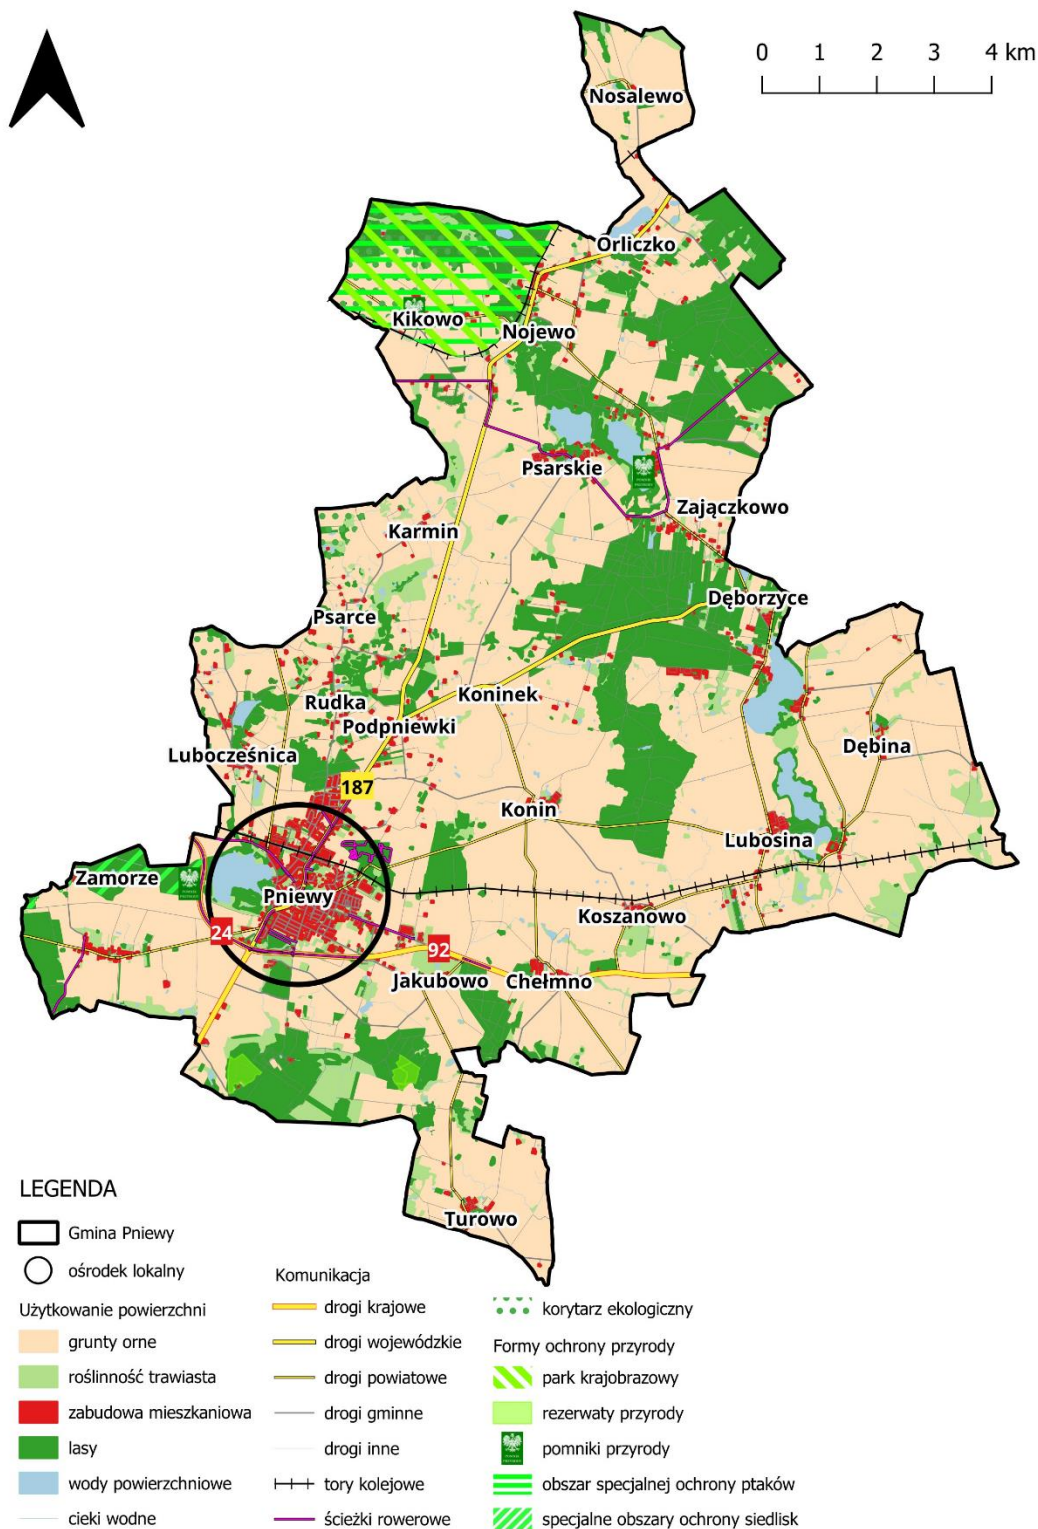 0 1 2 3 4 km
Nosalewo
Orliczko
Kikowo
Nojewo
Psarskie
Zajączkowo
Karmin
Dęborzyce
Psarce
Koninek
Rudka
Podpniewki
Dębina
Lubocześnica
187
Konin
Lubosina
Zamorze
Pniewy
Koszanowo
24
92
Jakubowo
Chełmno
Turowo
LEGENDA
Gmina Pniewy
ośrodek lokalny
Użytkowanie powierzchni
grunty orne
roślinność trawiasta
zabudowa mieszkaniowa
lasy
wody powierzchniowe
cieki wodne
Komunikacja
drogi krajowe
drogi wojewódzkie
drogi powiatowe
drogi gminne
drogi inne
tory kolejowe
ścieżki rowerowe
korytarz ekologiczny
Formy ochrony przyrody
park krajobrazowy
rezerwaty przyrody
pomniki przyrody
obszar specjalnej ochrony ptaków
specjalne obszary ochrony siedlisk